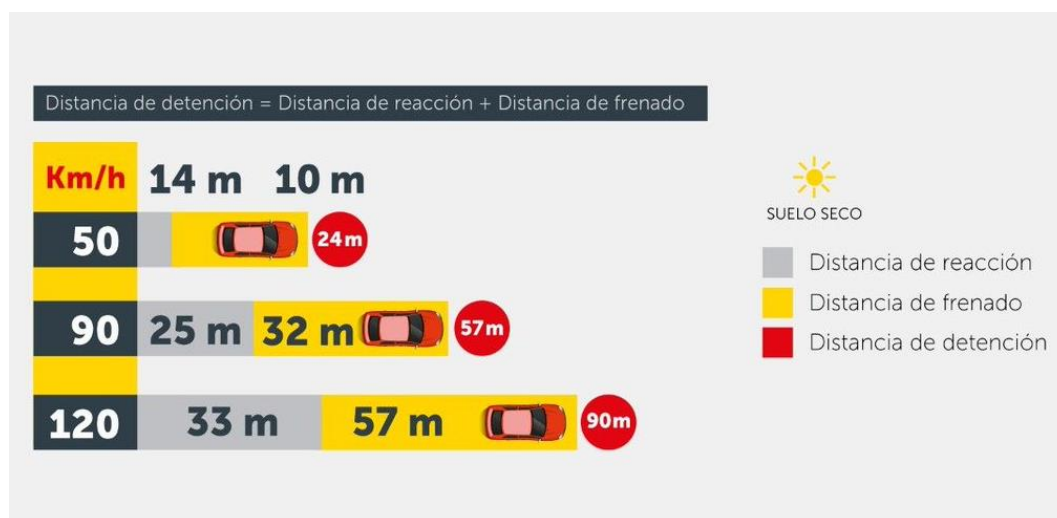 Distancia de detención = Distancia de reacción + Distancia de frenado
Km/h 14 m 10 m
50 24m
90 25 m 32 m 57m
120 33 m 57 m 90m
SUELO SECO
Distancia de reacción
Distancia de frenado
Distancia de detención